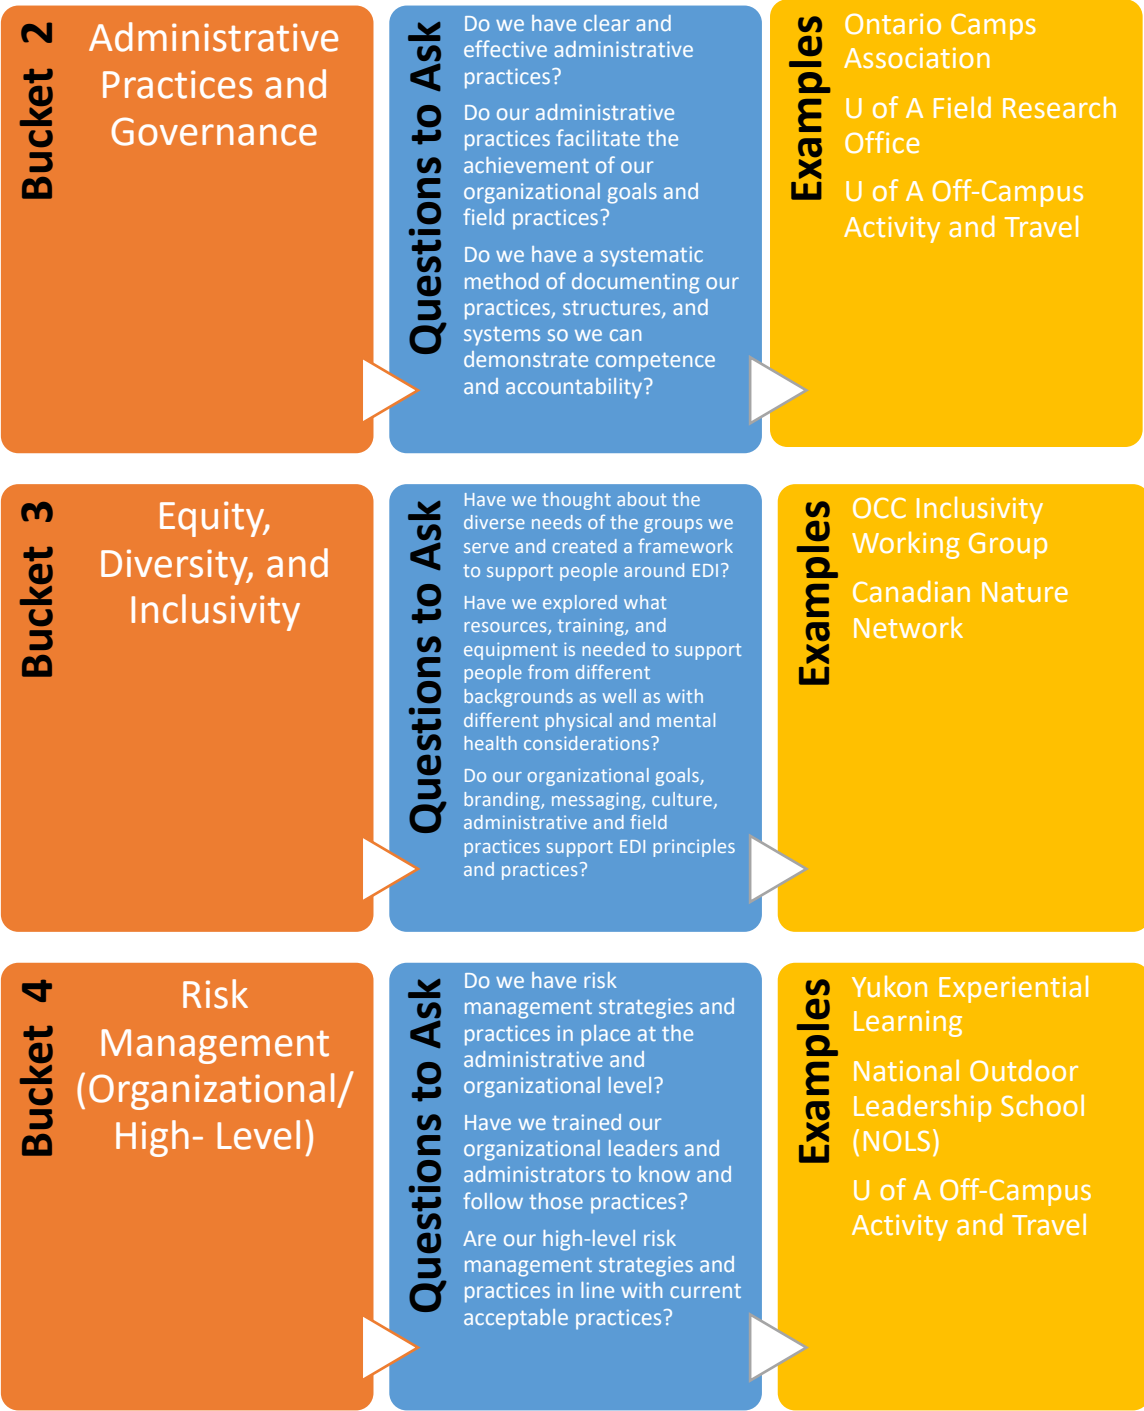 Bucket 2
Administrative
Practices and
Governance
Questions to Ask
Do we have clear and
effective administrative
practices?
Do our administrative
practices facilitate the
achievement of our
organizational goals and
field practices?
Do we have a systematic
method of documenting our
practices, structures, and
systems so we can
demonstrate competence
and accountability?
Examples
Ontario Camps
Association
U of A Field Research
Office
U of A Off-Campus
Activity and Travel
Bucket 3
Equity,
Diversity, and
Inclusivity
Questions to Ask
Have we thought about the
diverse needs of the groups we
serve and created a framework
to support people around EDI?
Have we explored what
resources, training, and
equipment is needed to support
people from different
backgrounds as well as with
different physical and mental
health considerations?
Do our organizational goals,
branding, messaging, culture,
administrative and field
practices support EDI principles
and practices?
Examples
OCC Inclusivity
Working Group
Canadian Nature
Network
Bucket 4
Risk
Management
(Organizational/
High- Level)
Questions to Ask
Do we have risk
management strategies and
practices in place at the
administrative and
organizational level?
Have we trained our
organizational leaders and
administrators to know and
follow those practices?
Are our high-level risk
management strategies and
practices in line with current
acceptable practices?
Examples
Yukon Experiential
Learning
National Outdoor
Leadership School
(NOLS)
U of A Off-Campus
Activity and Travel